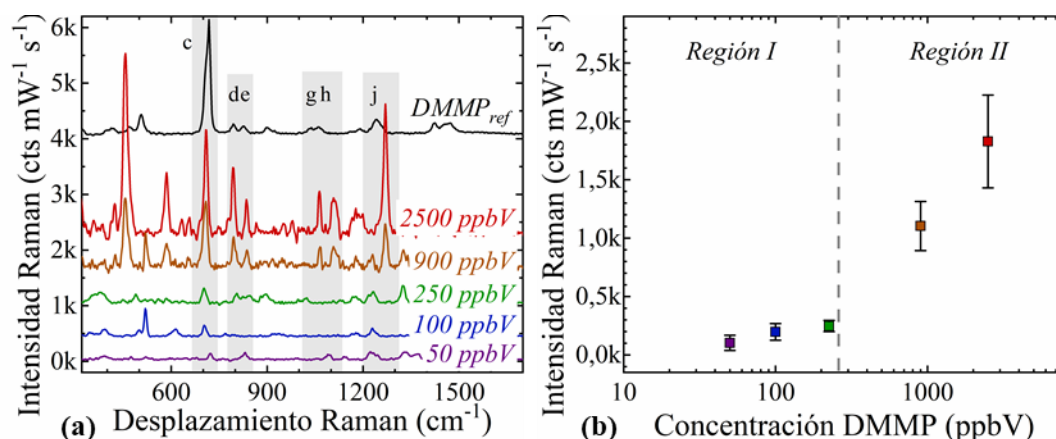 Intensidad Raman (cts mW⁻¹ s⁻¹)
6k
5k
4k
3k
2k
1k
0k
c
de
g h
j
DMMP_ref
2500 ppbV
900 ppbV
250 ppbV
100 ppbV
50 ppbV
600 900 1200 1500
(a) Desplazamiento Raman (cm⁻¹)
Intensidad Raman (cts mW⁻¹ s⁻¹)
2,5k
2,0k
1,5k
1,0k
0,5k
0,0k
Región I Región II
10 100 1000
(b) Concentración DMMP (ppbV)